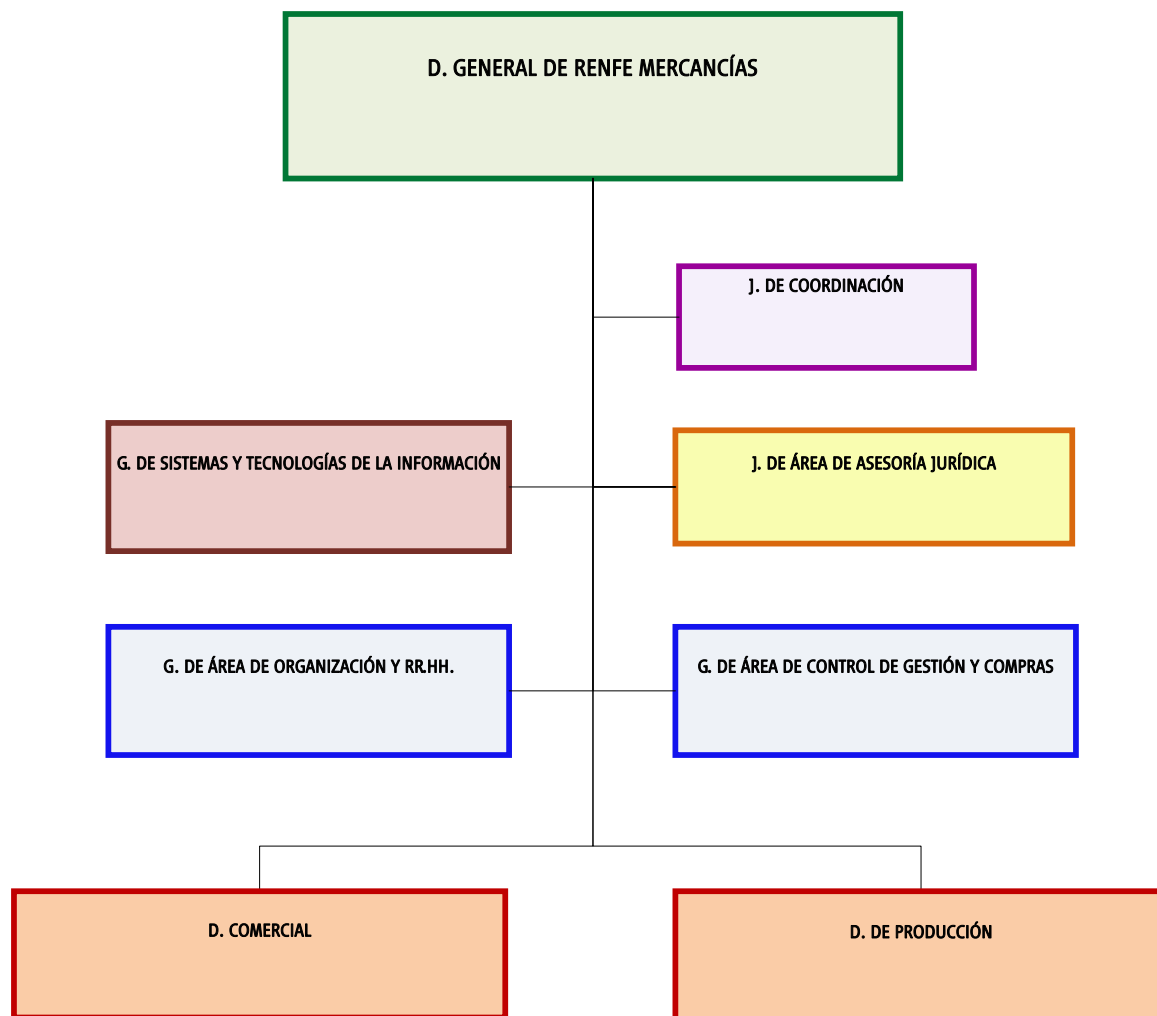 D. GENERAL DE RENFE MERCANCÍAS
J. DE COORDINACIÓN
G. DE SISTEMAS Y TECNOLOGÍAS DE LA INFORMACIÓN
J. DE ÁREA DE ASESORÍA JURÍDICA
G. DE ÁREA DE ORGANIZACIÓN Y RR.HH.
G. DE ÁREA DE CONTROL DE GESTIÓN Y COMPRAS
D. COMERCIAL
D. DE PRODUCCIÓN